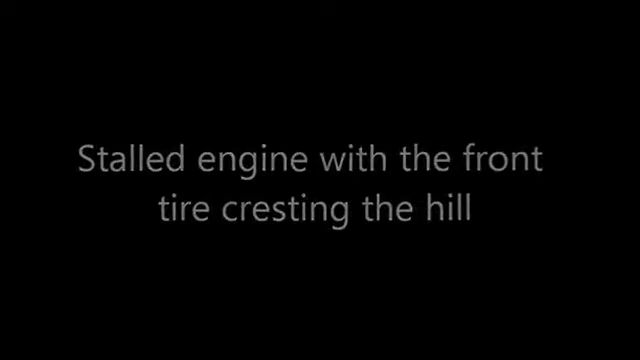 Stalled engine with the front
tire cresting the hill